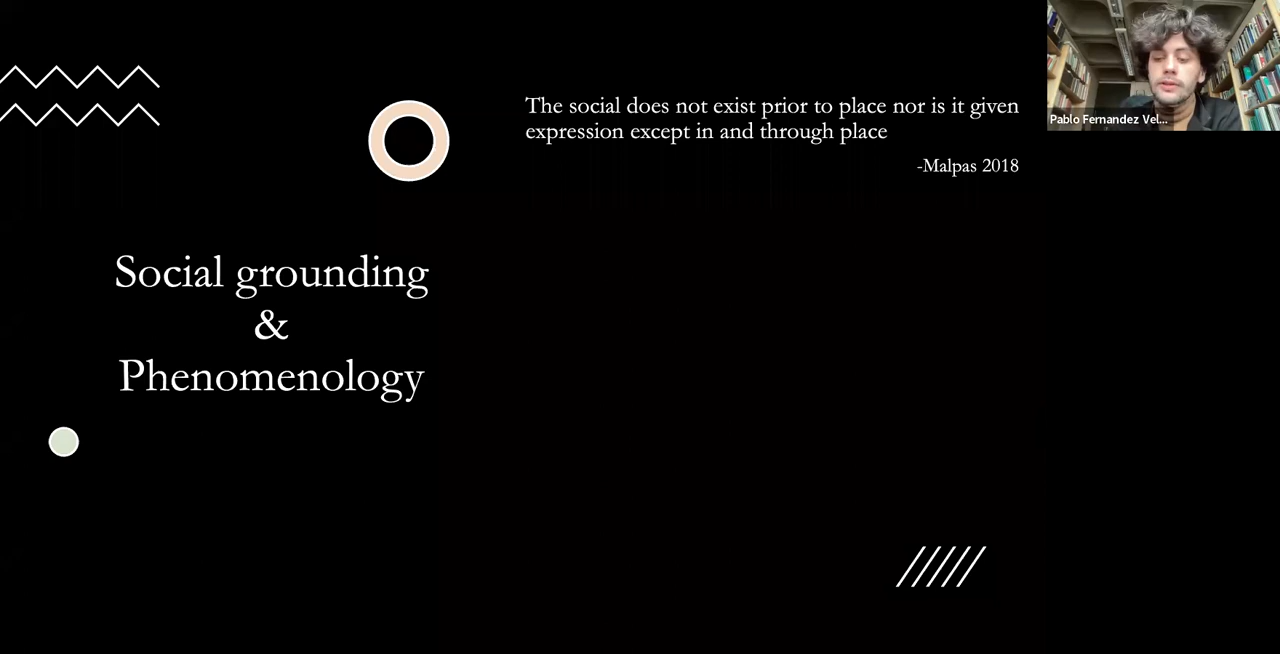 The social does not exist prior to place nor is it given
expression except in and through place
-Malpas 2018
Social grounding
&
Phenomenology
Pablo Fernandez Vel...